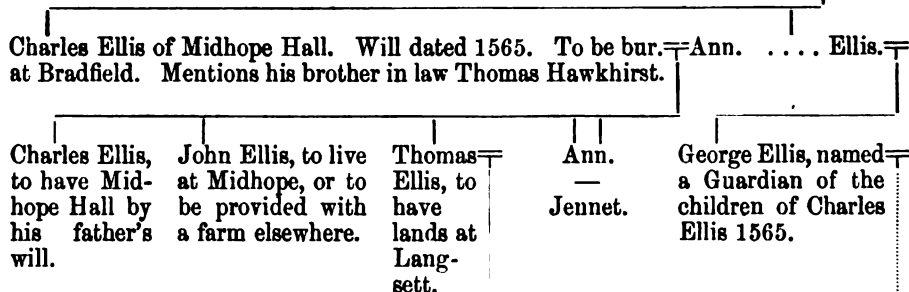 Charles Ellis of Midhope Hall. Will dated 1565. To be bur.╤Ann. .... Ellis.╤
at Bradfield. Mentions his brother in law Thomas Hawkhirst.
Charles Ellis,
to have Mid-
hope Hall by
his father's
will.
John Ellis, to live
at Midhope, or to
be provided with
a farm elsewhere.
Thomas╤
Ellis, to
have
lands at
Lang-
sett.
Ann.
—
Jennet.
George Ellis, named╤
a Guardian of the
children of Charles
Ellis 1565.